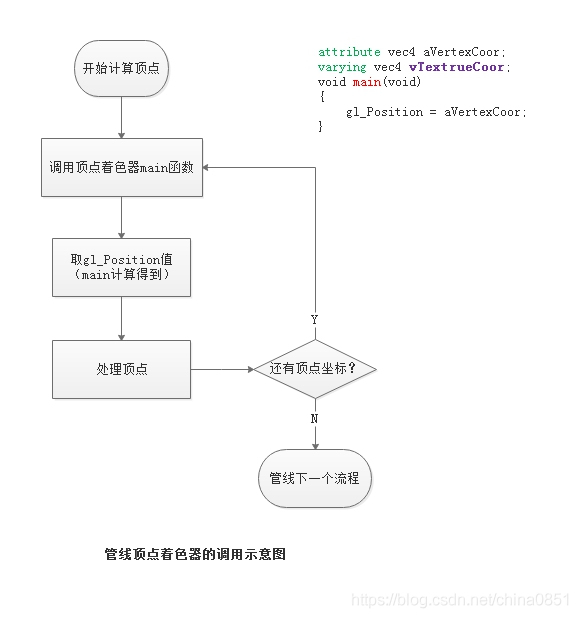 开始计算顶点
attribute vec4 aVertexCoor;
varying vec4 vTextrueCoor;
void main(void)
{
gl_Position = aVertexCoor;
}
调用顶点着色器main函数
取gl_Position值
（main计算得到）
处理顶点
还有顶点坐标？
Y
N
管线下一个流程
管线顶点着色器的调用示意图
https://blog.csdn.net/china0851